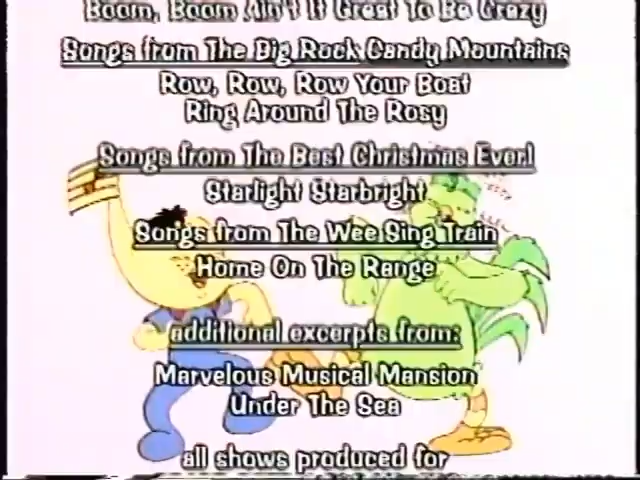 Boom, Boom Ain't It Great To Be Crazy
Songs from The Big Rock Candy Mountains
Row, Row, Row Your Boat
Ring Around The Rosy
Songs from The Best Christmas Ever!
Starlight Starbright
Songs from The Wee Sing Train
Home On The Range
additional excerpts from:
Marvelous Musical Mansion
Under The Sea
all shows produced for